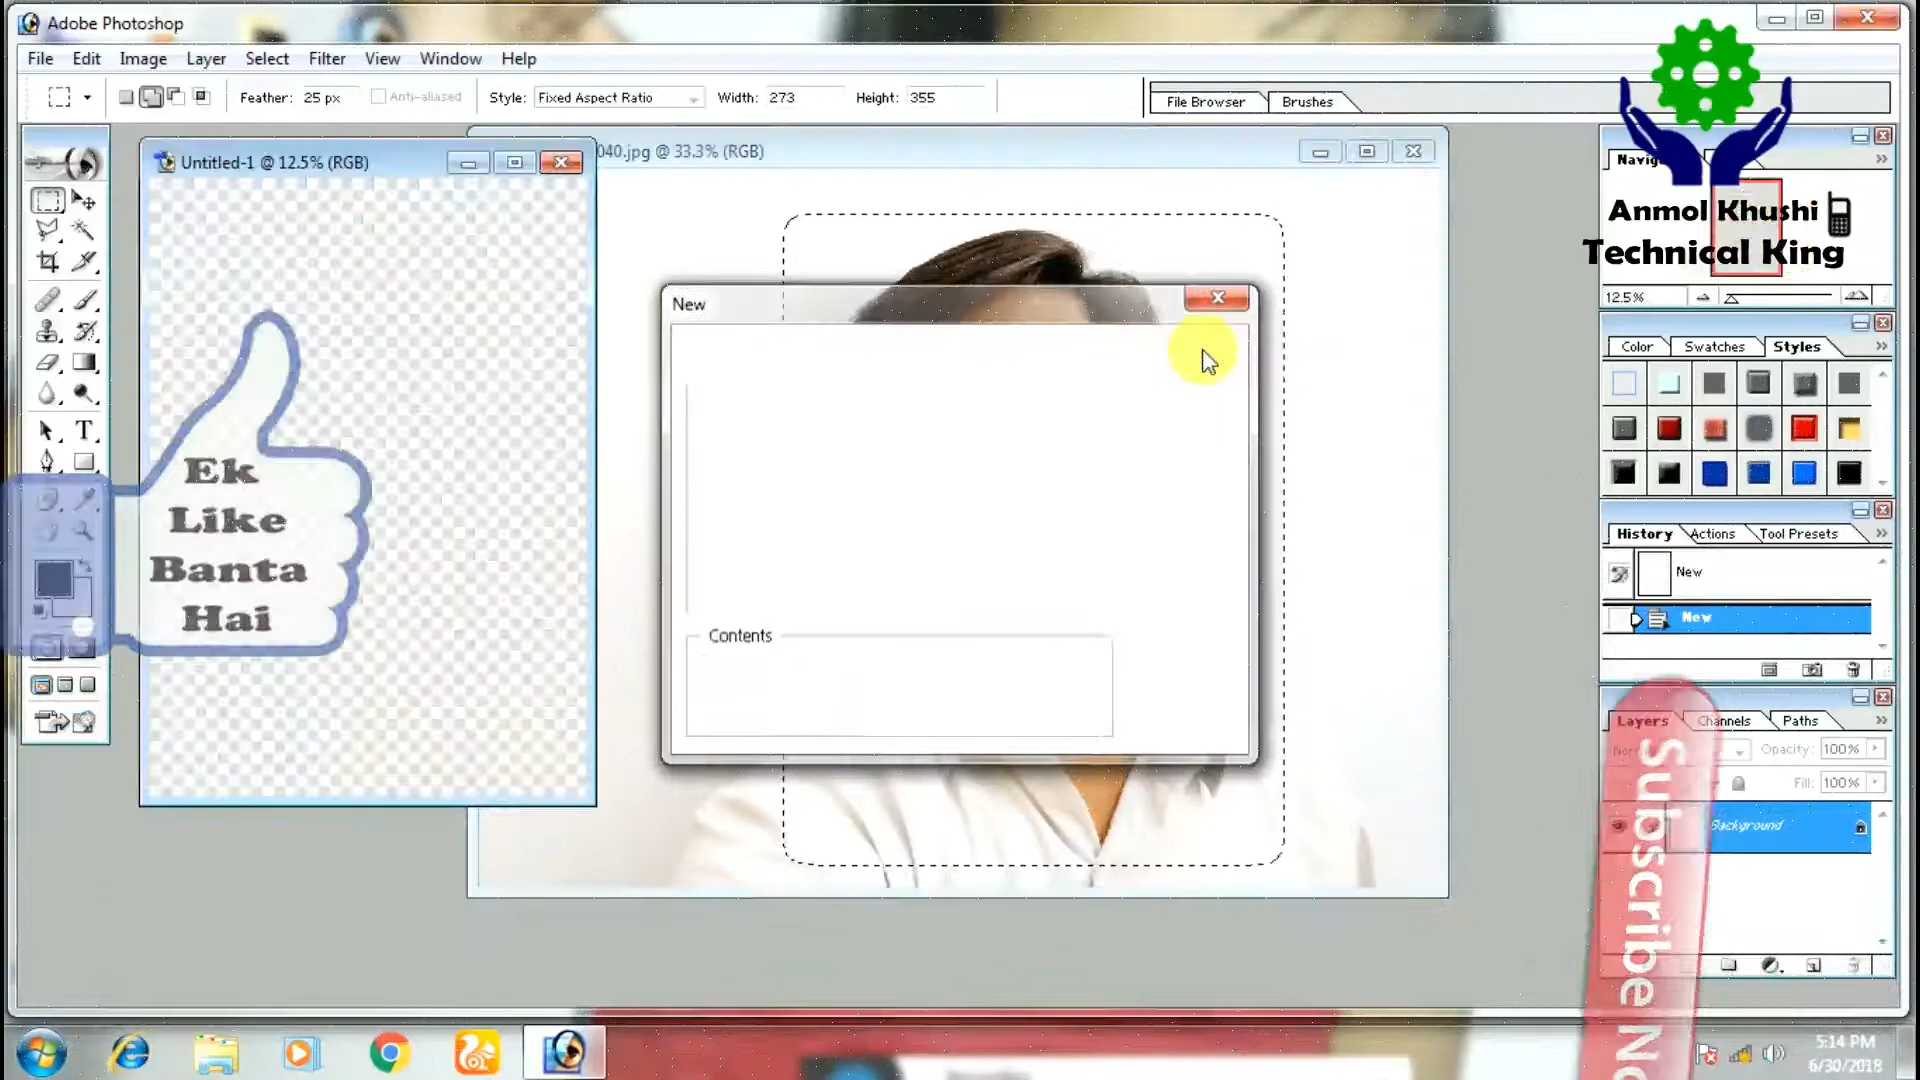 Adobe Photoshop
File Edit Image Layer Select Filter View Window Help
Feather: 25 px Anti-aliased Style: Fixed Aspect Ratio Width: 273 Height: 355
File Browser Brushes
Untitled-1 @ 12.5% (RGB)
040.jpg @ 33.3% (RGB)
Anmol Khushi
Technical King
12.5%
New
Color Swatches Styles
Ek
Like
Banta
Hai
Contents
History Actions Tool Presets
New
New
Layers Channels Paths
Opacity: 100%
Fill: 100%
Background
Subscribe
5:14 PM
6/30/2018